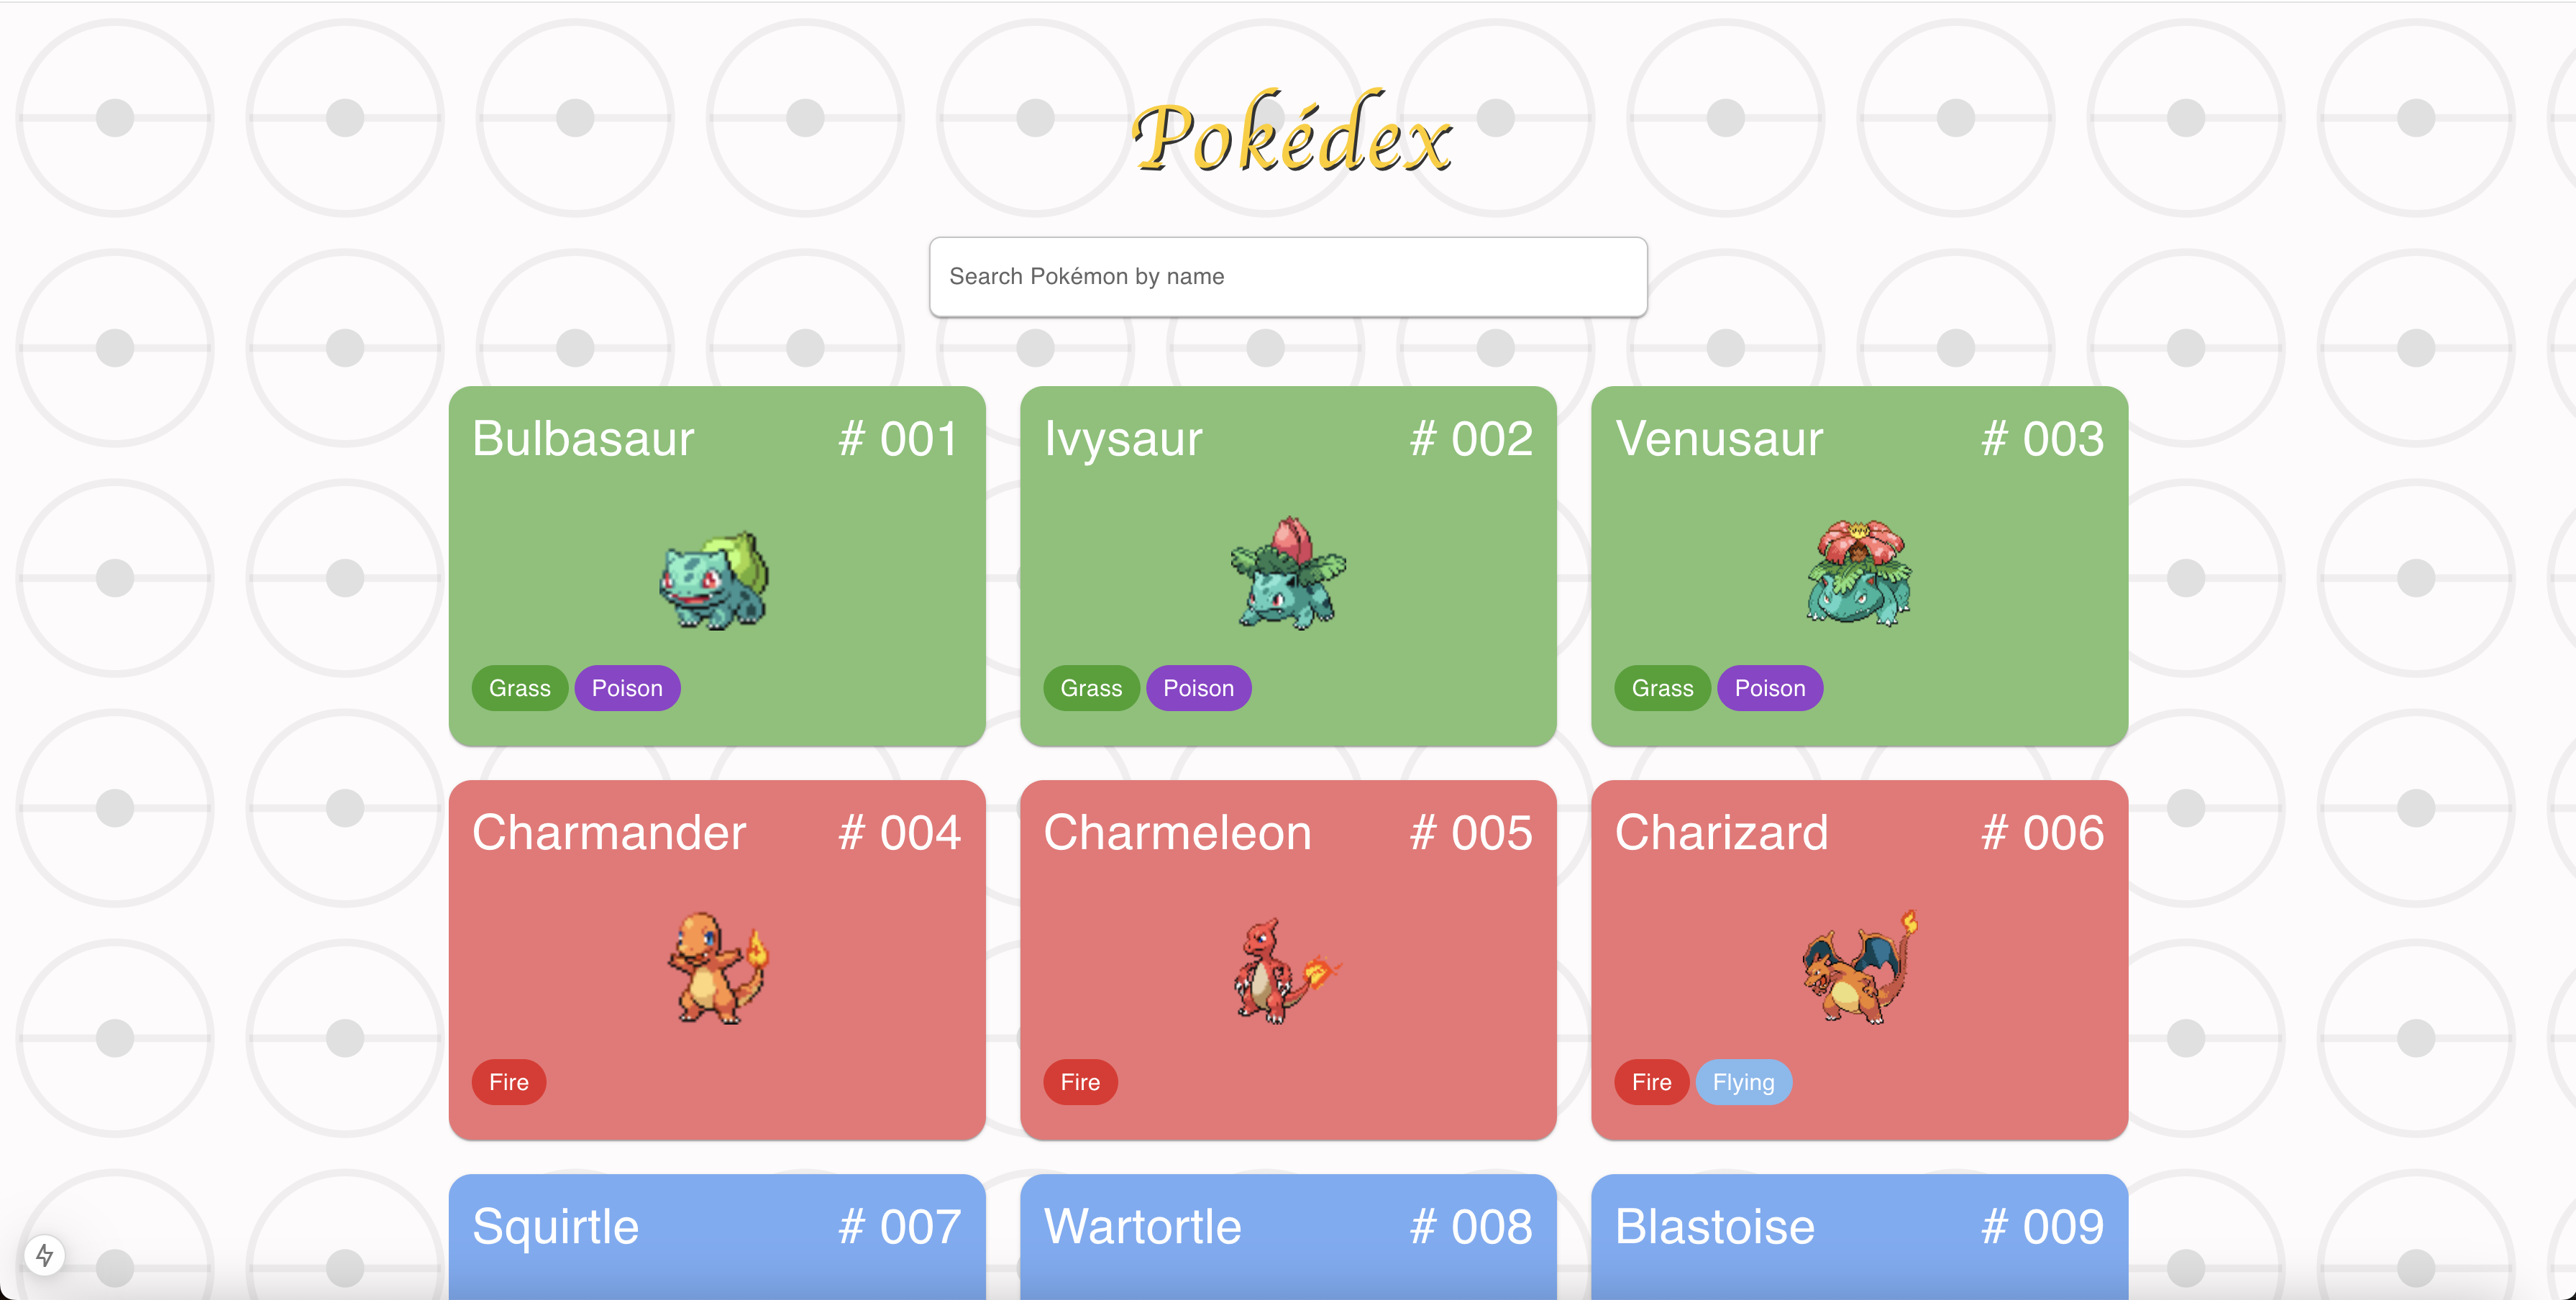 Pokédex
Search Pokémon by name
Bulbasaur # 001
Ivysaur # 002
Venusaur # 003
Grass Poison
Grass Poison
Grass Poison
Charmander # 004
Charmeleon # 005
Charizard # 006
Fire
Fire
Fire Flying
Squirtle # 007
Wartortle # 008
Blastoise # 009